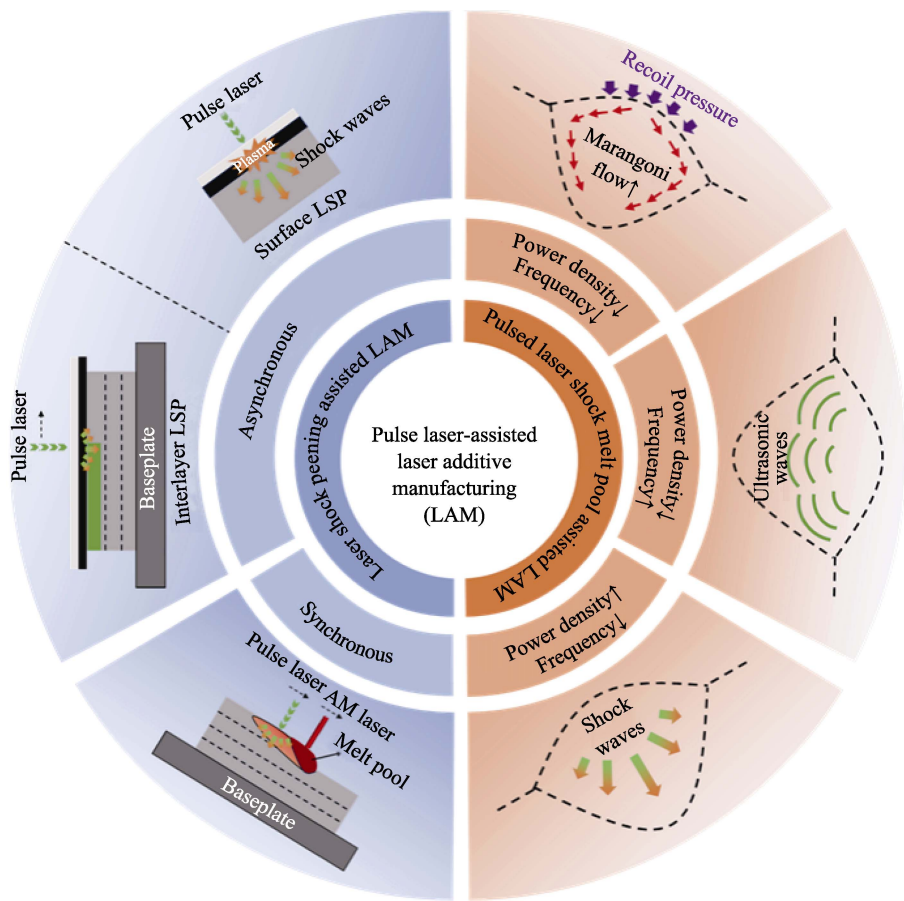 Pulse laser-assisted
laser additive
manufacturing
(LAM)
Laser shock peening assisted LAM
Pulsed laser shock melt pool assisted LAM
Asynchronous
Synchronous
Power density↓
Frequency↓
Power density↓
Frequency↑
Power density↑
Frequency↓
Pulse laser
Plasma
Shock waves
Surface LSP
Pulse laser
Baseplate
Interlayer LSP
Pulse laser
AM laser
Melt pool
Baseplate
Recoil pressure
Marangoni
flow↑
Ultrasonic
waves
Shock
waves